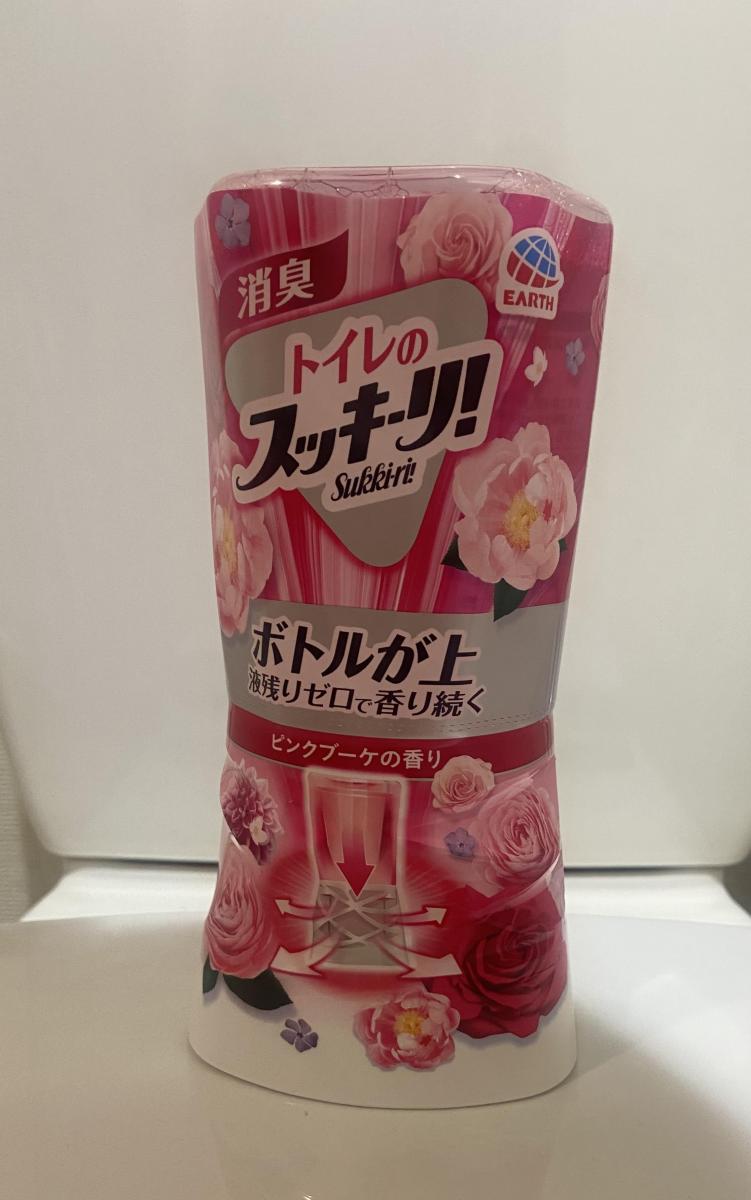 消臭
EARTH
トイレの
スッキーリ!
Sukki-ri!
ボトルが上
液残りゼロで香り続く
ピンクブーケの香り